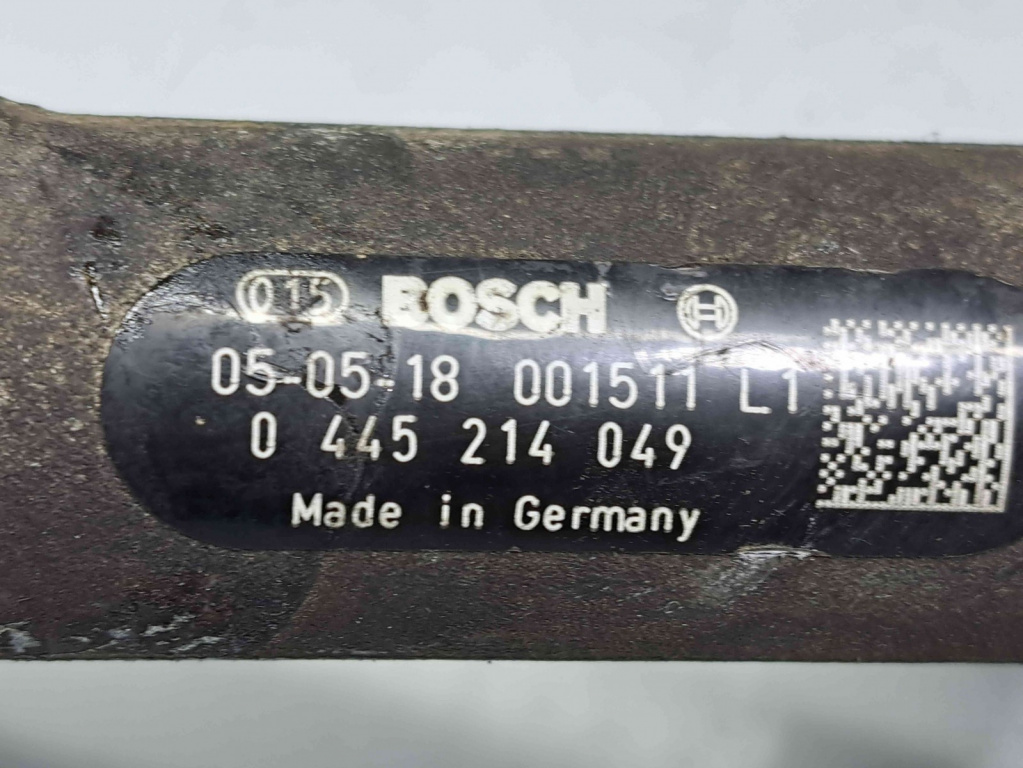 015 BOSCH
05-05-18 001511 L1
0 445 214 049
Made in Germany